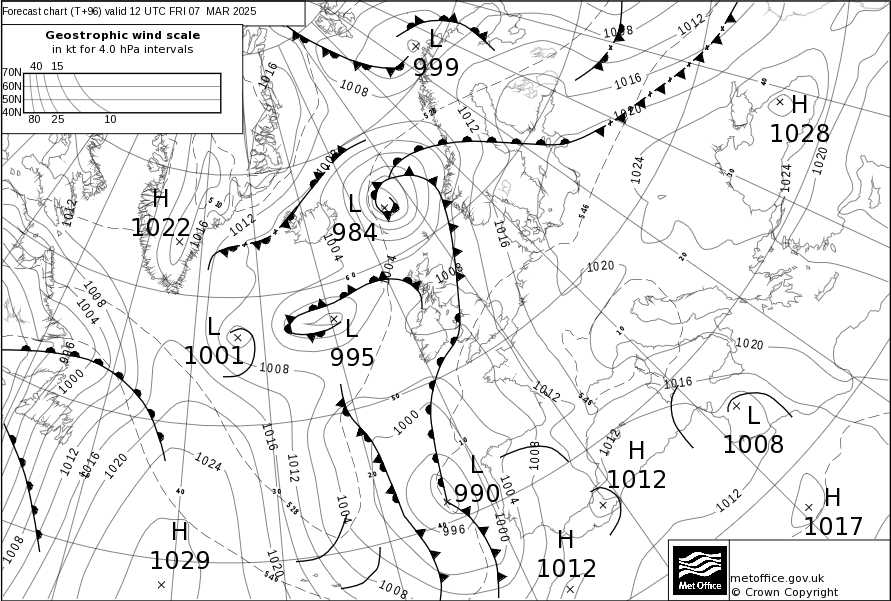 Forecast chart (T+96) valid 12 UTC FRI 07 MAR 2025
Geostrophic wind scale
in kt for 4.0 hPa intervals
40 15
70N
60N
50N
40N
80 25 10
L
999
1008
1012
1016
1008
1016
1020
1012
H
1028
1020
1024
1024
1008
H
1022
1012
1016
1012
L
984
1004
1004
1008
1016
1020
1008
1004
L
1001
L
995
996
1000
1008
1020
1016
1012
L
1008
1000
1012
1016
1020
1024
1016
1012
L
990
1008
1012
H
1012
1004
1004
996
1000
1012
H
1017
H
1029
1008
1020
1008
H
1012
Met Office
metoffice.gov.uk
© Crown Copyright